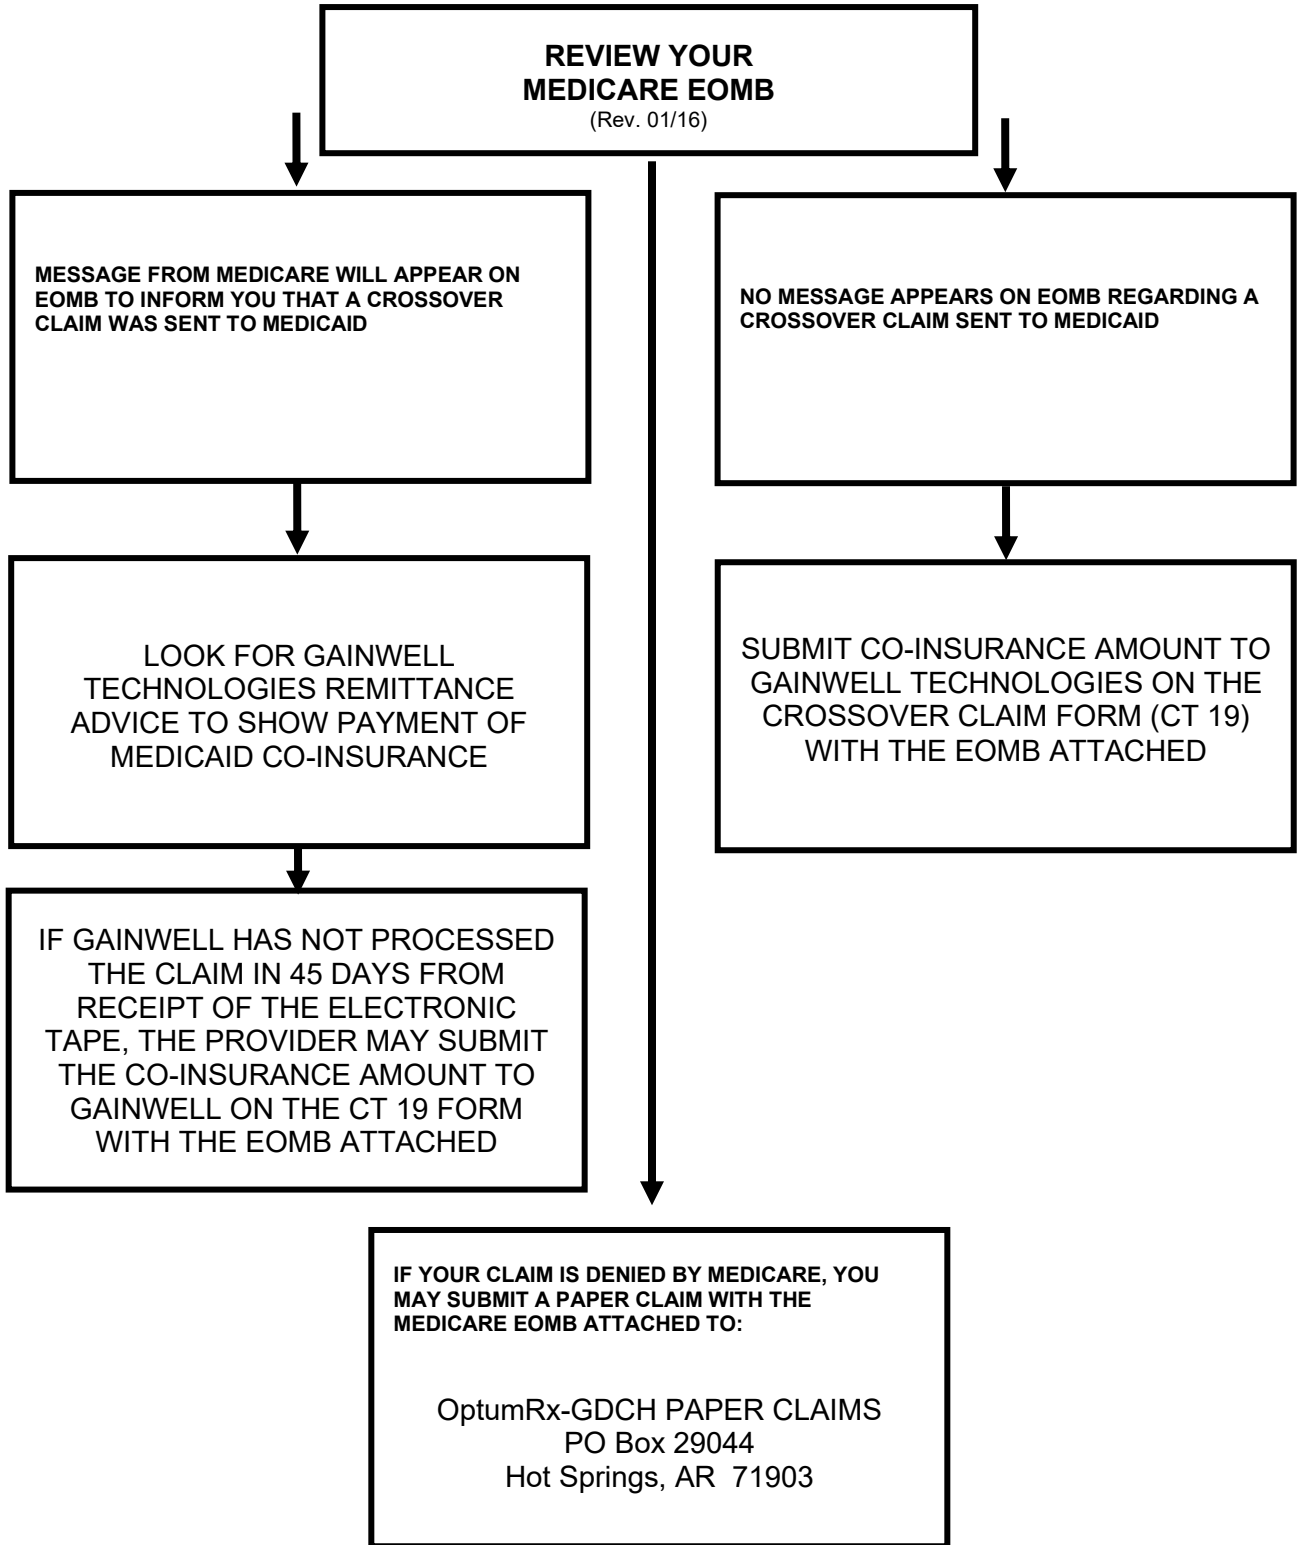 REVIEW YOUR
MEDICARE EOMB
(Rev. 01/16)
MESSAGE FROM MEDICARE WILL APPEAR ON
EOMB TO INFORM YOU THAT A CROSSOVER
CLAIM WAS SENT TO MEDICAID
NO MESSAGE APPEARS ON EOMB REGARDING A
CROSSOVER CLAIM SENT TO MEDICAID
LOOK FOR GAINWELL
TECHNOLOGIES REMITTANCE
ADVICE TO SHOW PAYMENT OF
MEDICAID CO-INSURANCE
SUBMIT CO-INSURANCE AMOUNT TO
GAINWELL TECHNOLOGIES ON THE
CROSSOVER CLAIM FORM (CT 19)
WITH THE EOMB ATTACHED
IF GAINWELL HAS NOT PROCESSED
THE CLAIM IN 45 DAYS FROM
RECEIPT OF THE ELECTRONIC
TAPE, THE PROVIDER MAY SUBMIT
THE CO-INSURANCE AMOUNT TO
GAINWELL ON THE CT 19 FORM
WITH THE EOMB ATTACHED
IF YOUR CLAIM IS DENIED BY MEDICARE, YOU
MAY SUBMIT A PAPER CLAIM WITH THE
MEDICARE EOMB ATTACHED TO:
OptumRx-GDCH PAPER CLAIMS
PO Box 29044
Hot Springs, AR  71903